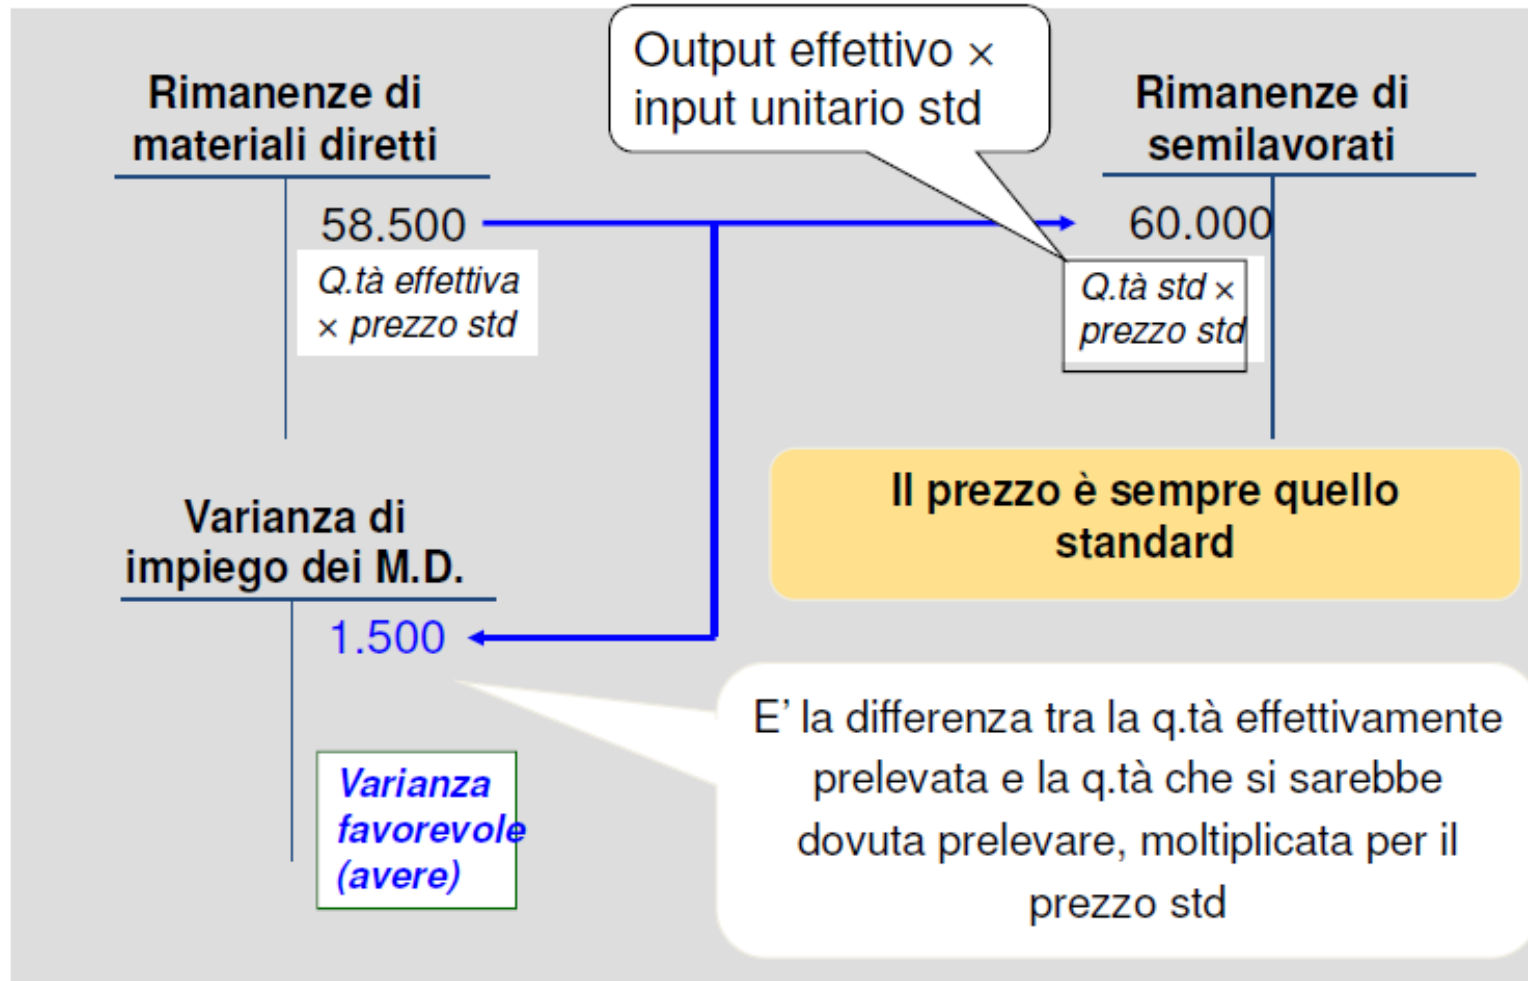 Output effettivo ×
input unitario std
Rimanenze di
materiali diretti
Rimanenze di
semilavorati
58.500
60.000
Q.tà effettiva
× prezzo std
Q.tà std ×
prezzo std
Il prezzo è sempre quello
standard
Varianza di
impiego dei M.D.
1.500
E' la differenza tra la q.tà effettivamente
prelevata e la q.tà che si sarebbe
dovuta prelevare, moltiplicata per il
prezzo std
Varianza
favorevole
(avere)